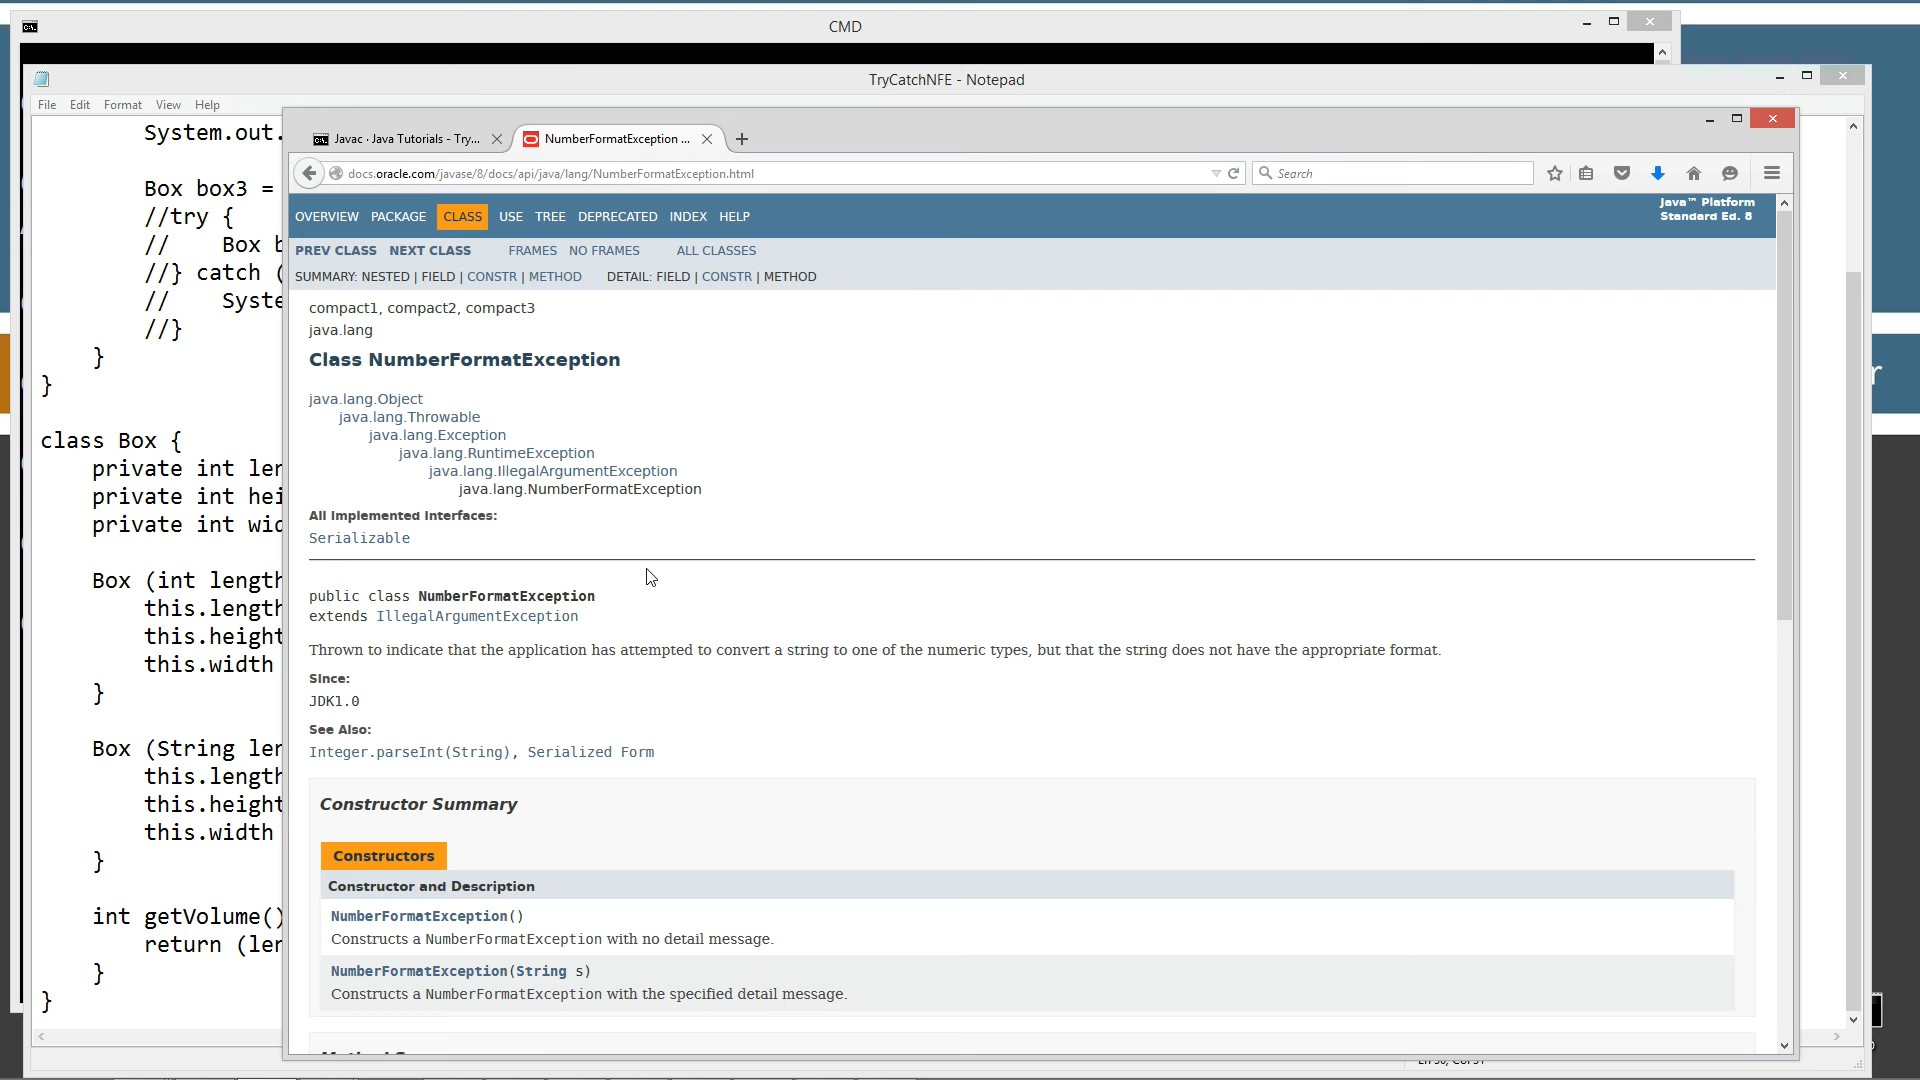 CMD
TryCatchNFE - Notepad
File Edit Format View Help
Javac · Java Tutorials - Try...
NumberFormatException ...
docs.oracle.com/javase/8/docs/api/java/lang/NumberFormatException.html
Search
OVERVIEW PACKAGE CLASS USE TREE DEPRECATED INDEX HELP
Java™ Platform
Standard Ed. 8
PREV CLASS NEXT CLASS FRAMES NO FRAMES ALL CLASSES
SUMMARY: NESTED | FIELD | CONSTR | METHOD DETAIL: FIELD | CONSTR | METHOD
compact1, compact2, compact3
java.lang
Class NumberFormatException
java.lang.Object
java.lang.Throwable
java.lang.Exception
java.lang.RuntimeException
java.lang.IllegalArgumentException
java.lang.NumberFormatException
All Implemented Interfaces:
Serializable
public class NumberFormatException
extends IllegalArgumentException
Thrown to indicate that the application has attempted to convert a string to one of the numeric types, but that the string does not have the appropriate format.
Since:
JDK1.0
See Also:
Integer.parseInt(String), Serialized Form
Constructor Summary
Constructors
Constructor and Description
NumberFormatException()
Constructs a NumberFormatException with no detail message.
NumberFormatException(String s)
Constructs a NumberFormatException with the specified detail message.
System.out.
Box box3 =
//try {
// Box b
//} catch (
// Syste
//}
}
}
class Box {
private int len
private int hei
private int wid
Box (int length
this.length
this.height
this.width
}
Box (String len
this.length
this.height
this.width
}
int getVolume()
return (len
}
}